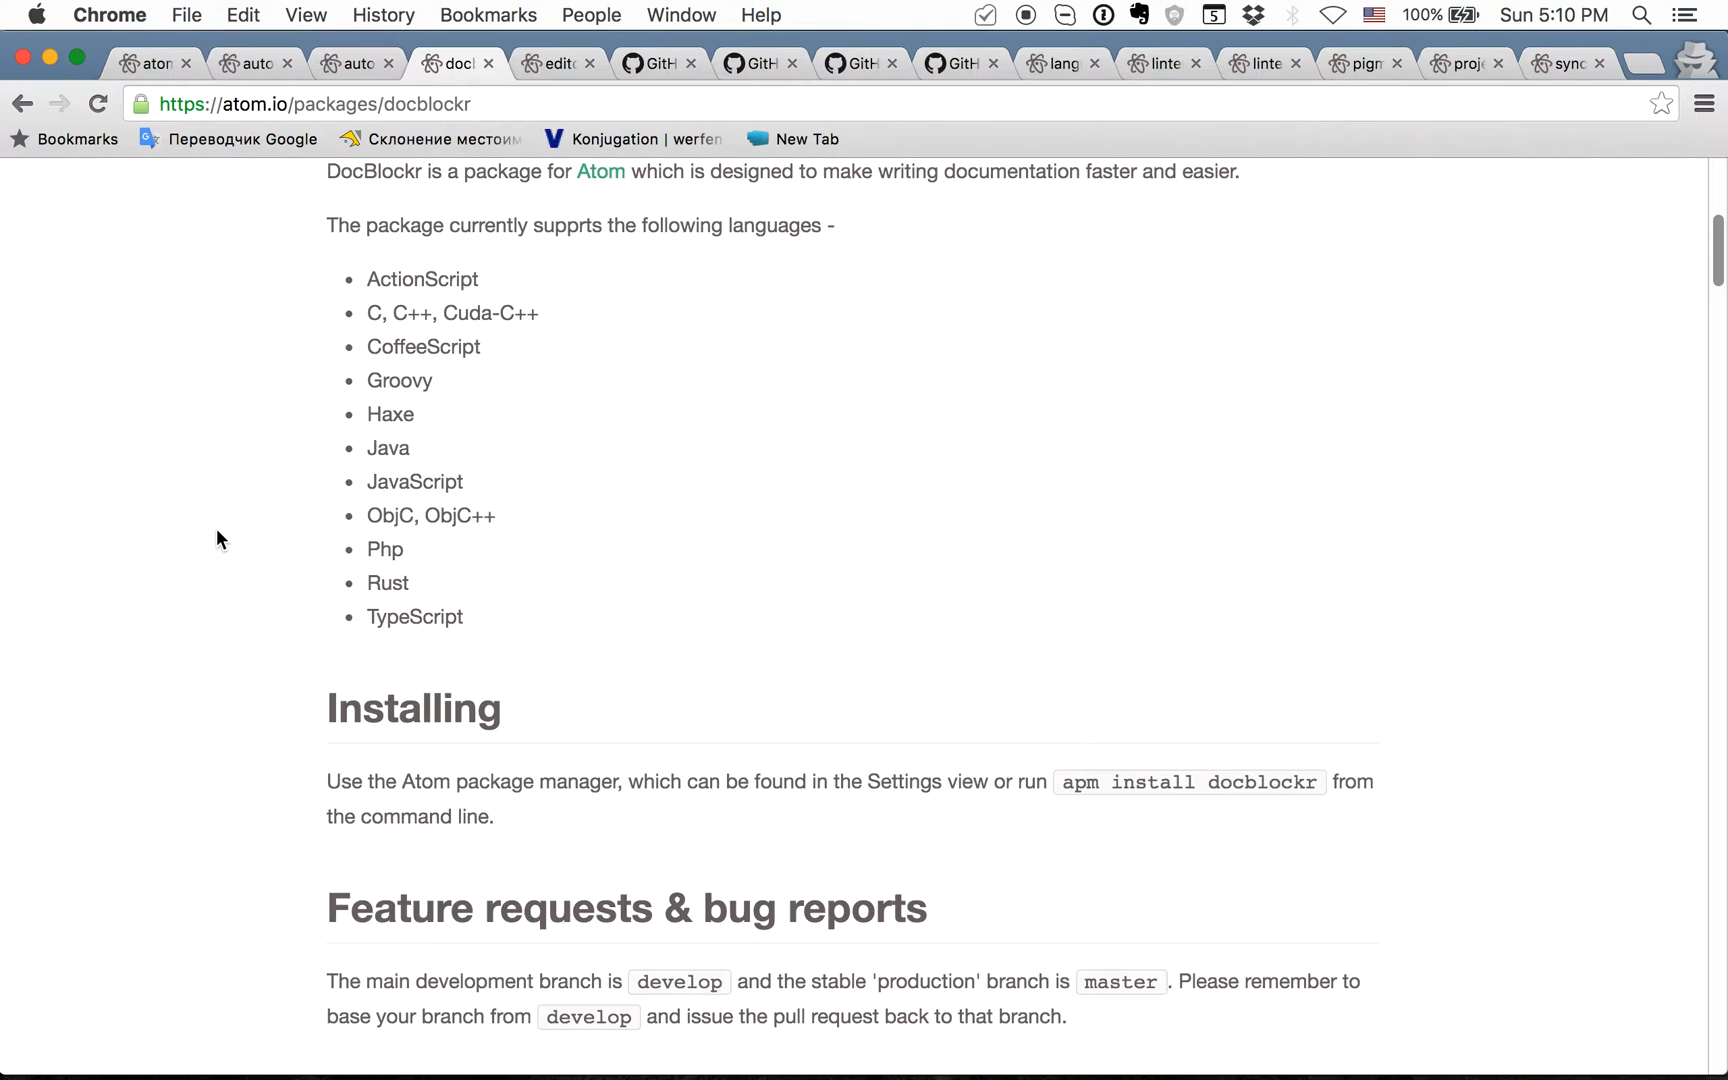 Chrome File Edit View History Bookmarks People Window Help 5 100% Sun 5:10 PM
aton auto auto docl edito GitH GitH GitH GitH lang linte linte pigm proje sync
https://atom.io/packages/docblockr
Bookmarks Переводчик Google Склонение местоим Konjugation | werfen New Tab
DocBlockr is a package for Atom which is designed to make writing documentation faster and easier.
The package currently supprts the following languages -
ActionScript
C, C++, Cuda-C++
CoffeeScript
Groovy
Haxe
Java
JavaScript
ObjC, ObjC++
Php
Rust
TypeScript
Installing
Use the Atom package manager, which can be found in the Settings view or run apm install docblockr from
the command line.
Feature requests & bug reports
The main development branch is develop and the stable 'production' branch is master. Please remember to
base your branch from develop and issue the pull request back to that branch.